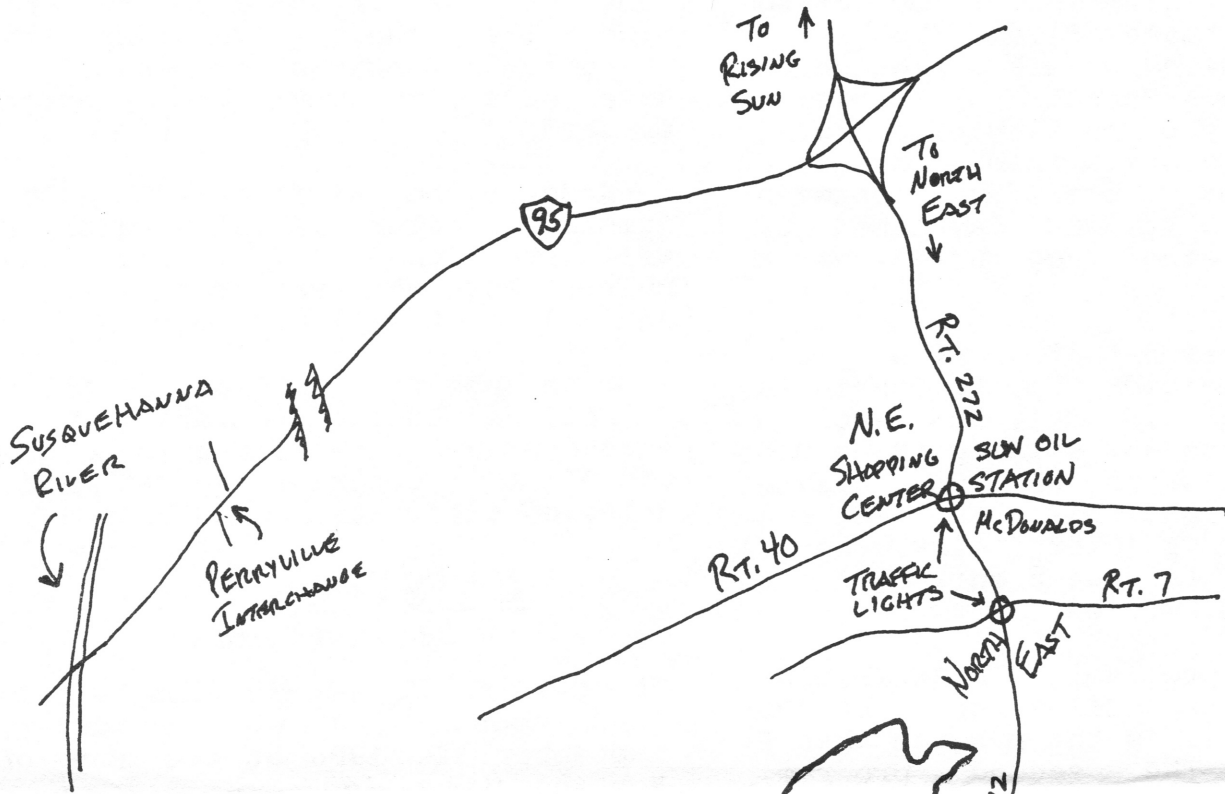 TO
RISING
SUN
TO
NORTH
EAST
95
RT. 272
SUSQUEHANNA
RIVER
N.E.
SHOPPING
CENTER
SUN OIL
STATION
McDONALDS
PERRYVILLE
INTERCHANGE
RT. 40
TRAFFIC
LIGHTS
RT. 7
NORTH EAST